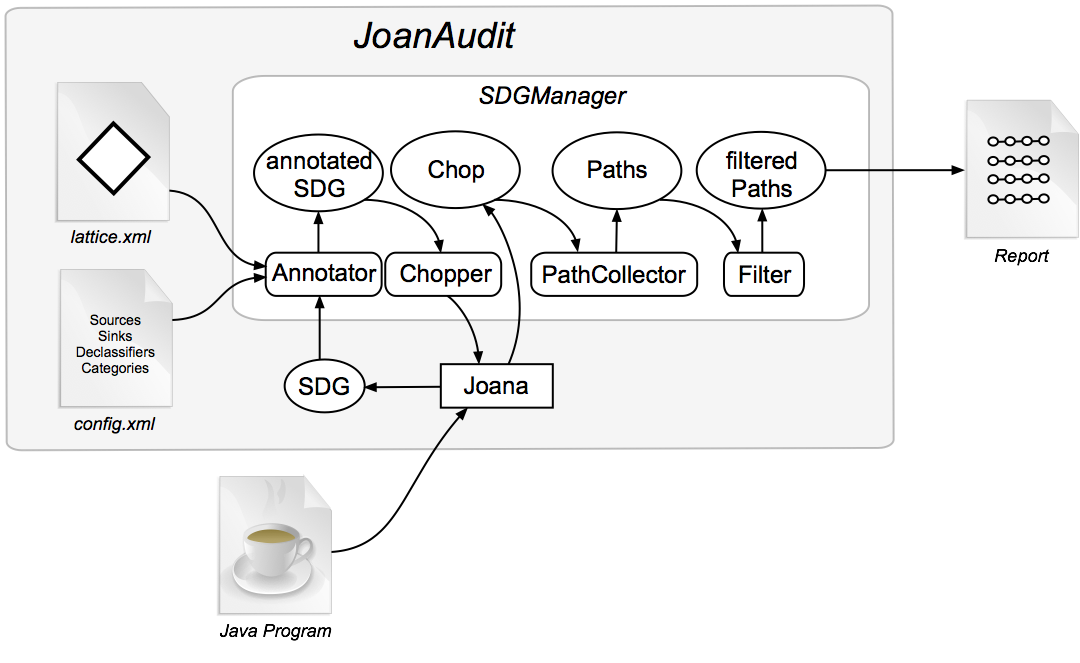 JoanAudit
SDGManager
annotated
SDG
Chop
Paths
filtered
Paths
lattice.xml
Annotator
Chopper
PathCollector
Filter
Report
Sources
Sinks
Declassifiers
Categories
config.xml
SDG
Joana
Java Program